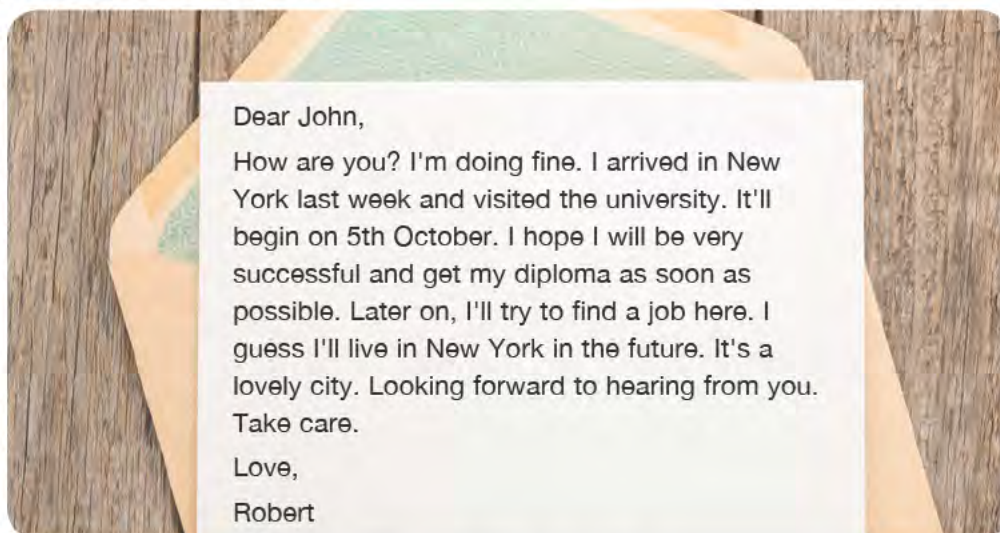 Dear John,
How are you? I'm doing fine. I arrived in New
York last week and visited the university. It'll
begin on 5th October. I hope I will be very
successful and get my diploma as soon as
possible. Later on, I'll try to find a job here. I
guess I'll live in New York in the future. It's a
lovely city. Looking forward to hearing from you.
Take care.
Love,
Robert